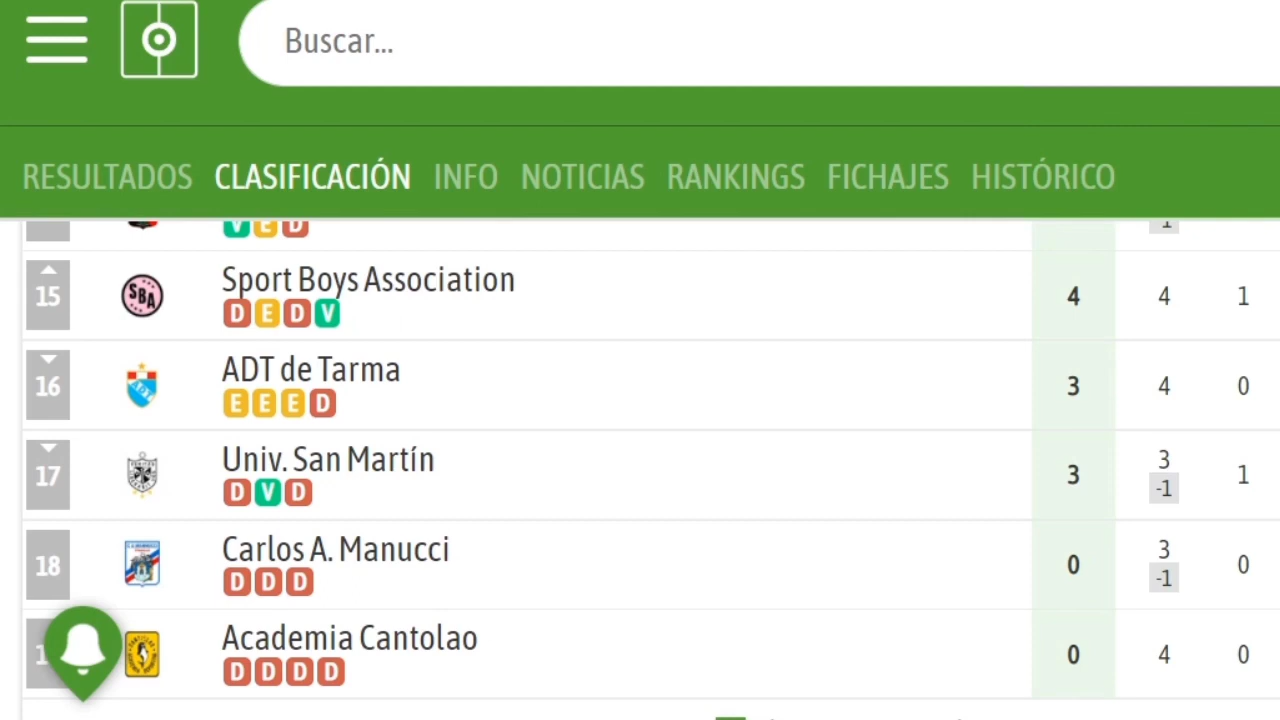 Buscar...
RESULTADOS CLASIFICACIÓN INFO NOTICIAS RANKINGS FICHAJES HISTÓRICO
V E D
15 SBA Sport Boys Association 4 4 1
D E D V
16 ADT de Tarma 3 4 0
E E E D
17 Univ. San Martín 3 3 1
D V D -1
18 Carlos A. Manucci 0 3 0
D D D -1
Academia Cantolao 0 4 0
D D D D